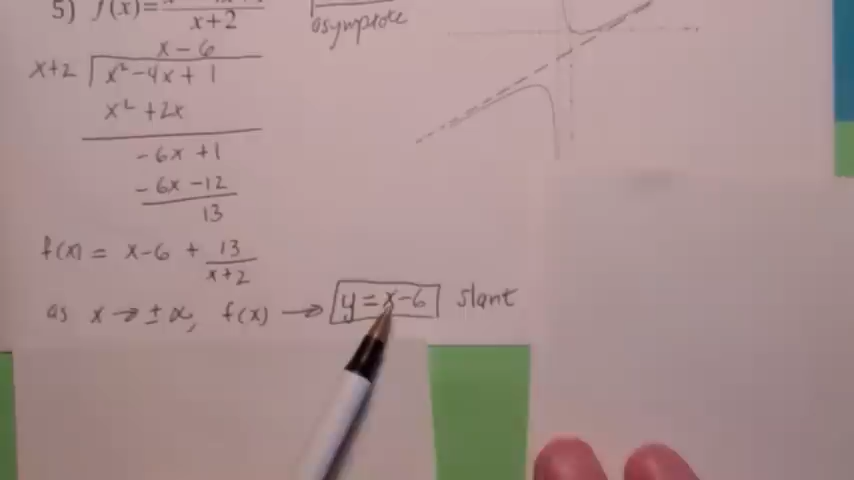 5) f(x)=
x+2
asymptote
x-6
x+2 x²-4x+1
x²+2x
-6x+1
-6x-12
13
f(x) = x-6 + 13/x+2
as x → ±∞, f(x) → y=x-6 slant